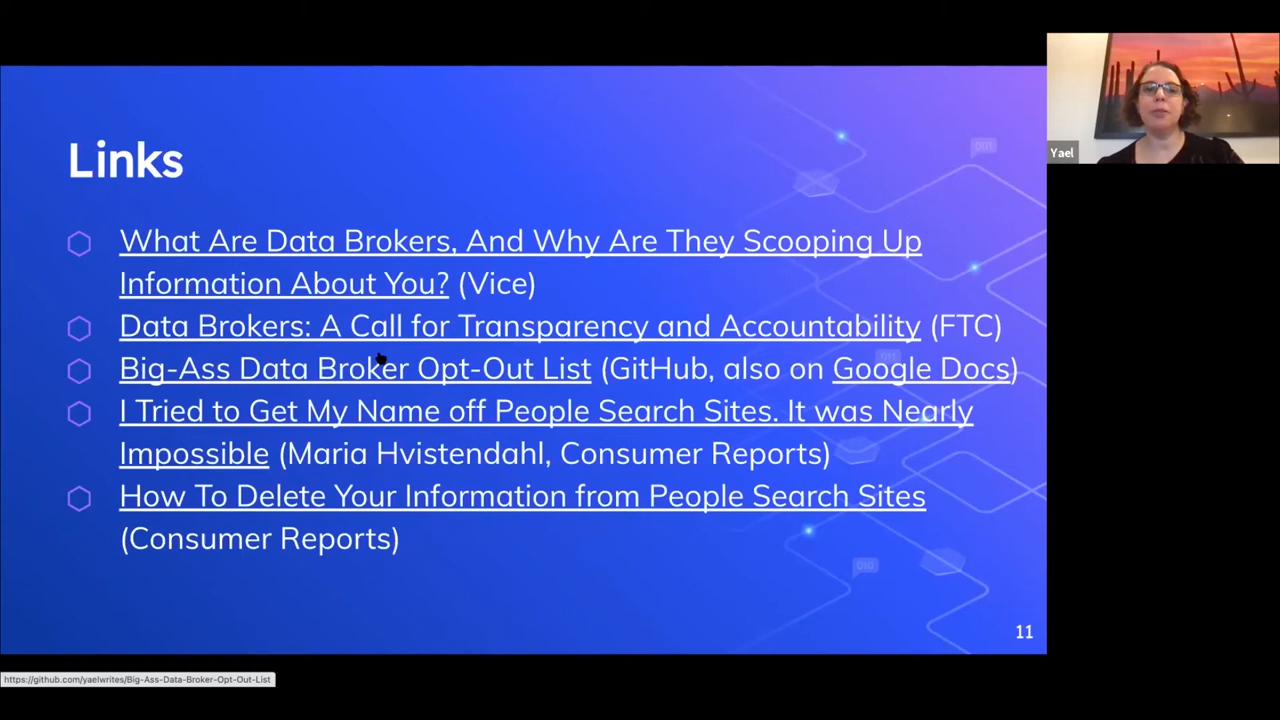 Links
What Are Data Brokers, And Why Are They Scooping Up
Information About You? (Vice)
Data Brokers: A Call for Transparency and Accountability (FTC)
Big-Ass Data Broker Opt-Out List (GitHub, also on Google Docs)
I Tried to Get My Name off People Search Sites. It was Nearly
Impossible (Maria Hvistendahl, Consumer Reports)
How To Delete Your Information from People Search Sites
(Consumer Reports)
11
Yael
010
https://github.com/yaelwrites/Big-Ass-Data-Broker-Opt-Out-List